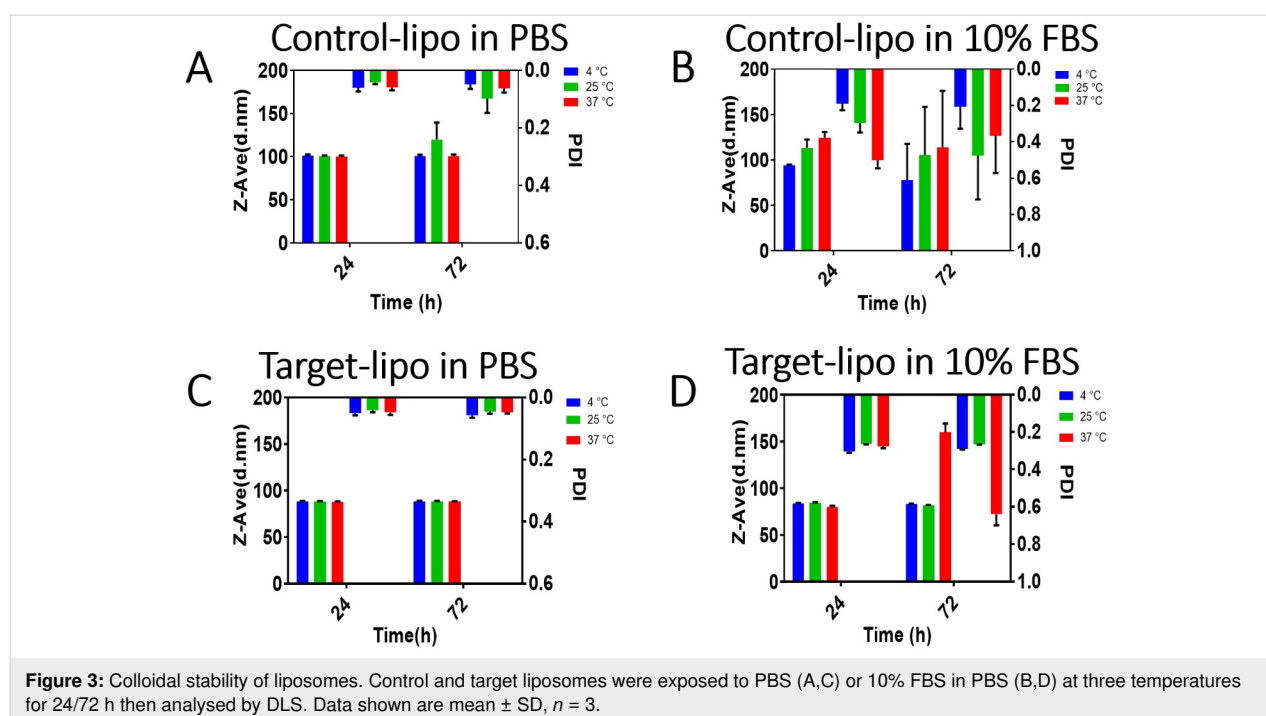 A
Control-lipo in PBS
200
150
100
50
0
Z-Ave(d.nm)
0.0
0.2
0.4
0.6
PDI
4 °C
25 °C
37 °C
24
72
Time (h)
B
Control-lipo in 10% FBS
200
150
100
50
0
Z-Ave(d.nm)
0.0
0.2
0.4
0.6
0.8
1.0
PDI
4 °C
25 °C
37 °C
24
72
Time (h)
C
Target-lipo in PBS
200
150
100
50
0
Z-Ave(d.nm)
0.0
0.2
0.4
0.6
PDI
4 °C
25 °C
37 °C
24
72
Time(h)
D
Target-lipo in 10% FBS
200
150
100
50
0
Z-Ave(d.nm)
0.0
0.2
0.4
0.6
0.8
1.0
PDI
4 °C
25 °C
37 °C
24
72
Time (h)
Figure 3: Colloidal stability of liposomes. Control and target liposomes were exposed to PBS (A,C) or 10% FBS in PBS (B,D) at three temperatures
for 24/72 h then analysed by DLS. Data shown are mean ± SD, n = 3.